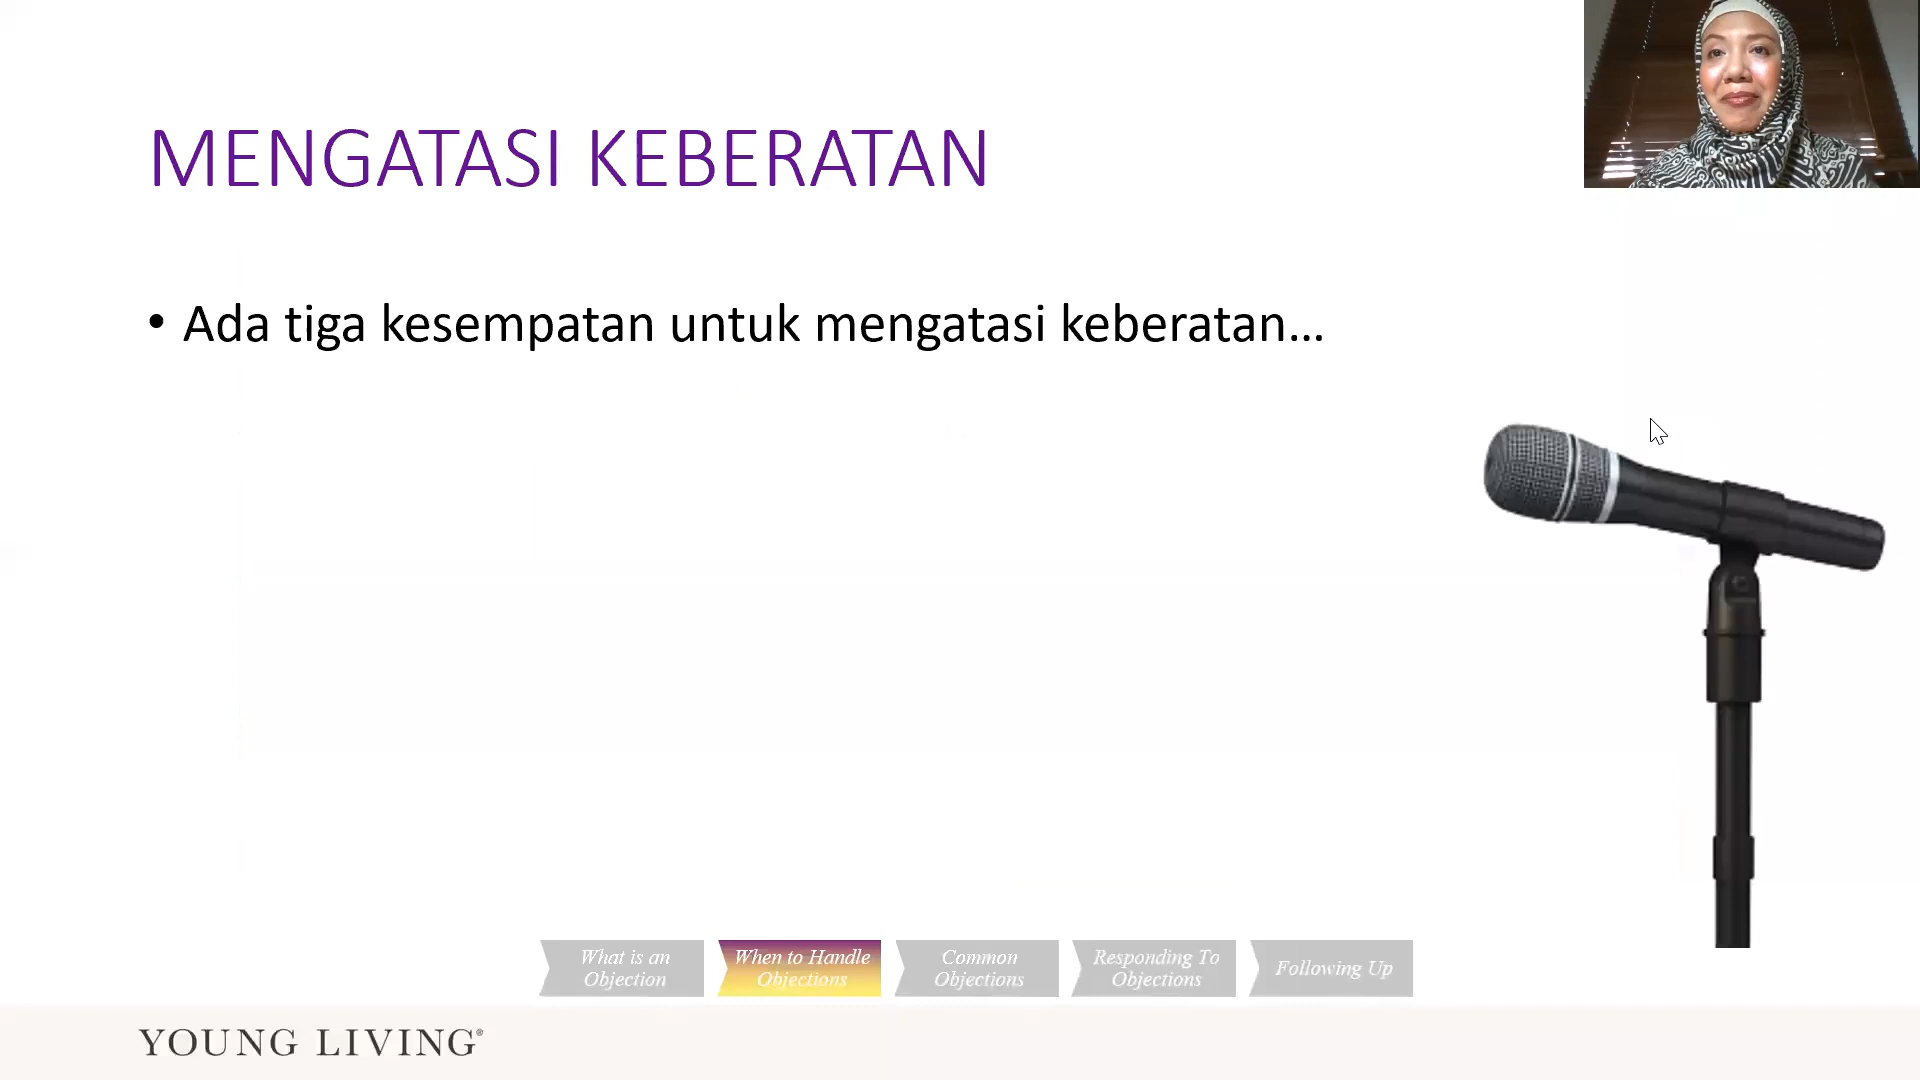 MENGATASI KEBERATAN
• Ada tiga kesempatan untuk mengatasi keberatan...
What is an
Objection
When to Handle
Objections
Common
Objections
Responding To
Objections
Following Up
YOUNG LIVING®